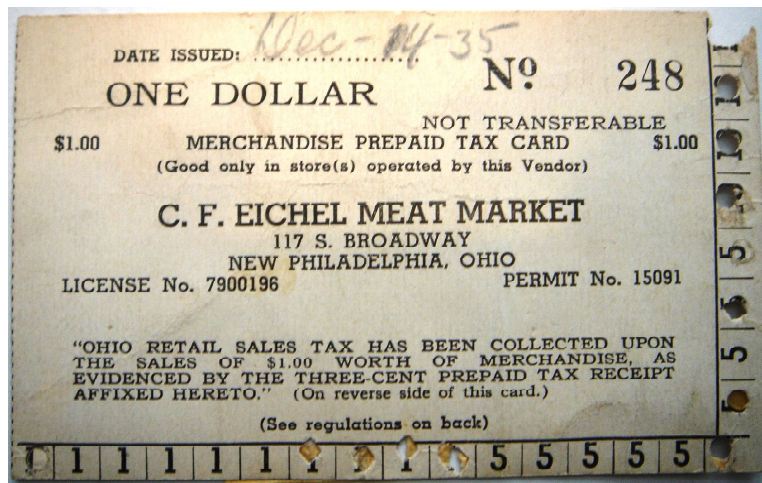 DATE ISSUED: Dec-14-35
Nº 248
ONE DOLLAR
NOT TRANSFERABLE
$1.00 MERCHANDISE PREPAID TAX CARD $1.00
(Good only in store(s) operated by this Vendor)
C. F. EICHEL MEAT MARKET
117 S. BROADWAY
NEW PHILADELPHIA, OHIO
LICENSE No. 7900196 PERMIT No. 15091
"OHIO RETAIL SALES TAX HAS BEEN COLLECTED UPON
THE SALES OF $1.00 WORTH OF MERCHANDISE, AS
EVIDENCED BY THE THREE-CENT PREPAID TAX RECEIPT
AFFIXED HERETO." (On reverse side of this card.)
(See regulations on back)
1 1 1 1 1 1 1 5 5 5 5 5
5 5 5 5